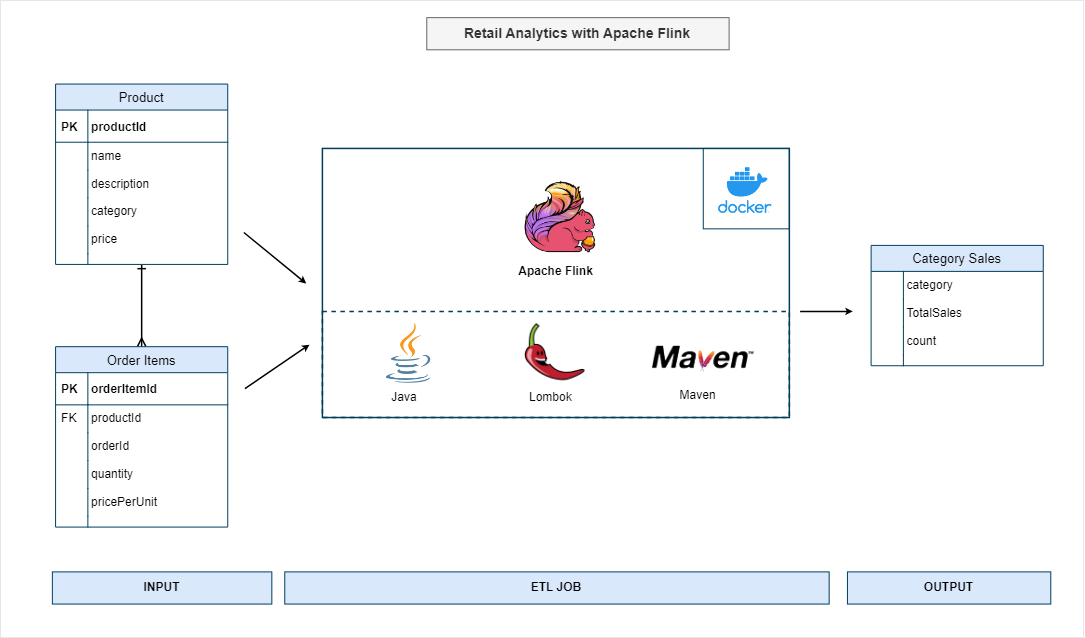 Retail Analytics with Apache Flink
Product
PK productId
name
description
category
price
Order Items
PK orderItemId
FK productId
orderId
quantity
pricePerUnit
docker
Apache Flink
Java
Lombok
Maven™
Maven
Category Sales
category
TotalSales
count
INPUT
ETL JOB
OUTPUT